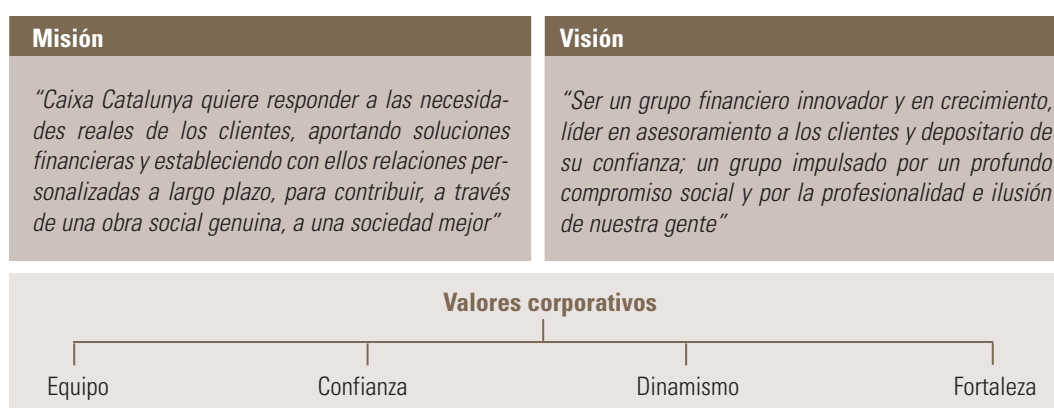 Misión
“Caixa Catalunya quiere responder a las necesida-
des reales de los clientes, aportando soluciones
financieras y estableciendo con ellos relaciones per-
sonalizadas a largo plazo, para contribuir, a través
de una obra social genuina, a una sociedad mejor”
Visión
“Ser un grupo financiero innovador y en crecimiento,
líder en asesoramiento a los clientes y depositario de
su confianza; un grupo impulsado por un profundo
compromiso social y por la profesionalidad e ilusión
de nuestra gente”
Valores corporativos
Equipo Confianza Dinamismo Fortaleza